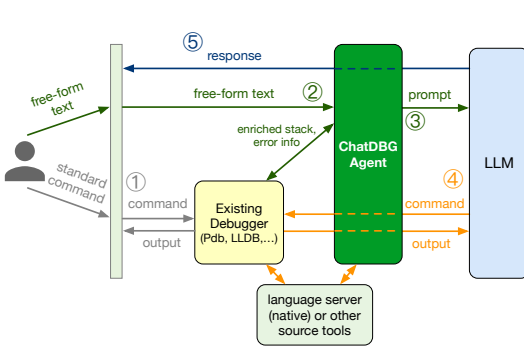 ⑤
response
free-form
text
free-form text
②
prompt
③
enriched stack,
error info
ChatDBG
Agent
LLM
standard
command
①
command
output
Existing
Debugger
(Pdb, LLDB,...)
④
command
output
language server
(native) or other
source tools